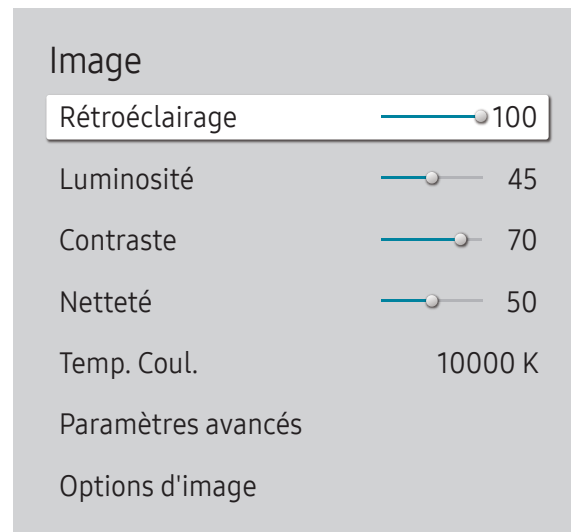 Image
Rétroéclairage 100
Luminosité 45
Contraste 70
Netteté 50
Temp. Coul. 10000 K
Paramètres avancés
Options d'image